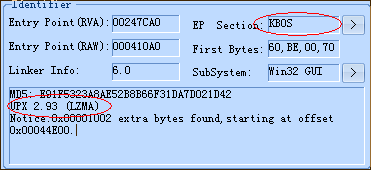 Identifier
Entry Point(RVA): 00247CA0 EP Section: KBOS >
Entry Point(RAW): 000410A0 First Bytes: 60,BE,00,70
Linker Info: 6.0 SubSystem: Win32 GUI >
MD5: E91F5323A8AE52B8B66F31DA7D021D42
UPX 2.93 (LZMA)
Notice:0x00001002 extra bytes found,starting at offset
0x00044E00.